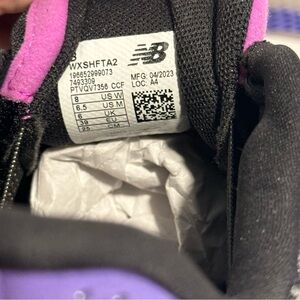 WXSHFTA2
196652999073
7493309
PTVQV7356 CCF
NB
MFG: 04/2023
LOC: A4
8 US W
6.5 US M
6 UK
39 EU
25 CM